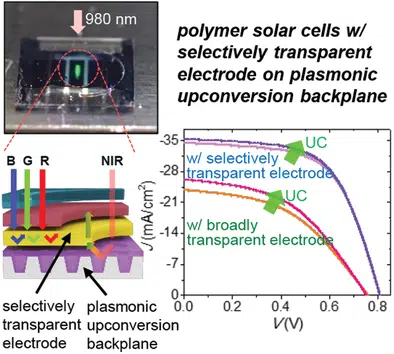 980 nm
polymer solar cells w/
selectively transparent
electrode on plasmonic
upconversion backplane
B G R NIR
selectively
transparent
electrode
plasmonic
upconversion
backplane
-35
-28
-21
-14
-7
0
J (mA/cm²)
UC
w/ selectively
transparent electrode
UC
w/ broadly
transparent electrode
0.0 0.2 0.4 0.6 0.8
V(V)